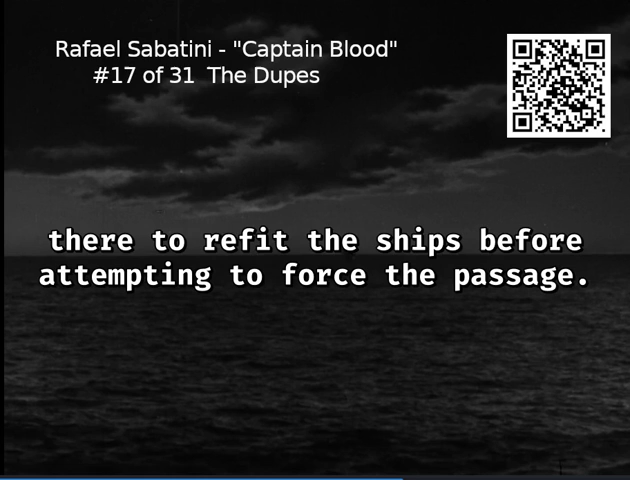 Rafael Sabatini - "Captain Blood"
#17 of 31 The Dupes
there to refit the ships before
attempting to force the passage.